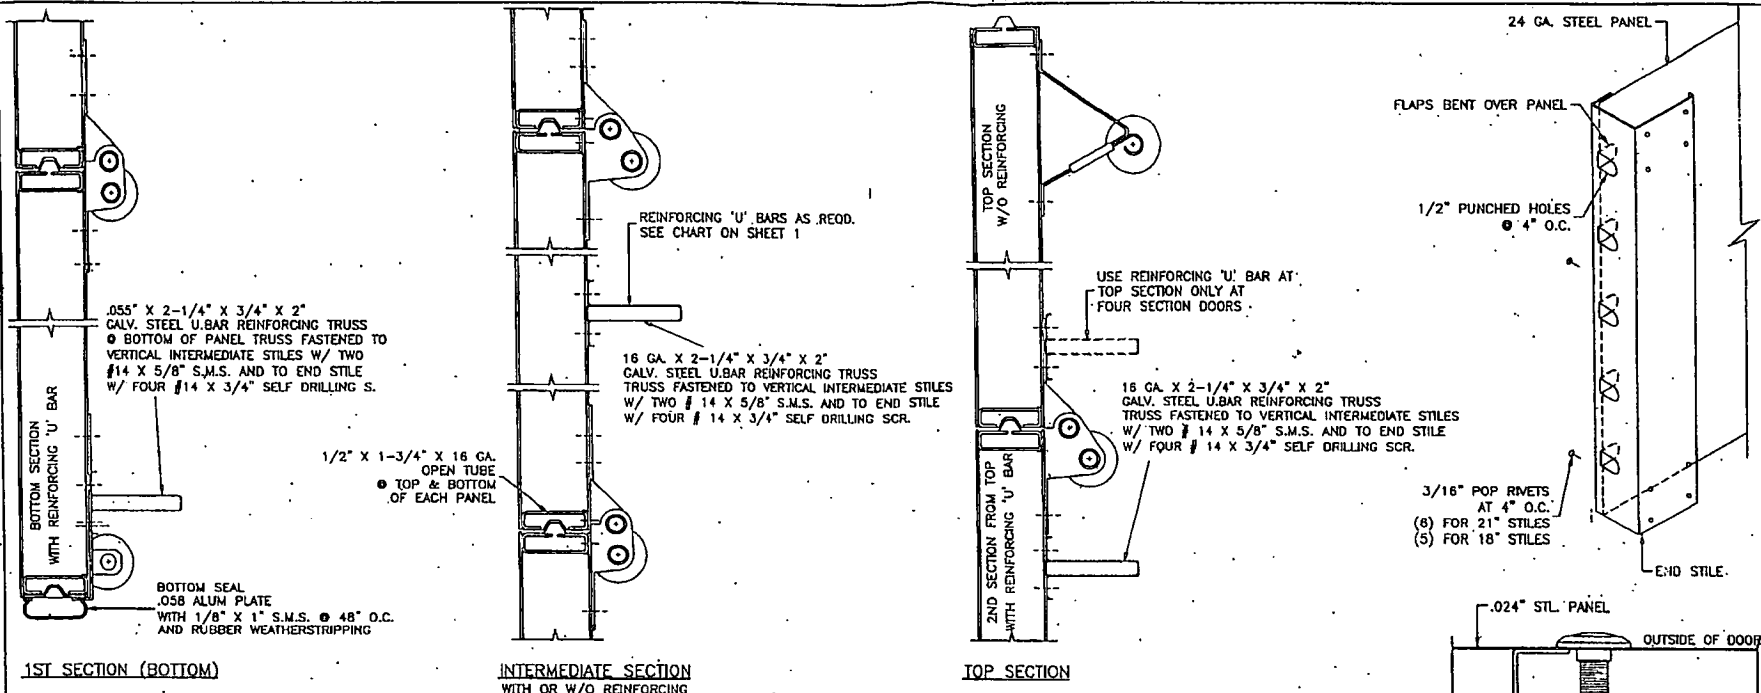 .055" X 2-1/4" X 3/4" X 2"
GALV. STEEL U.BAR REINFORCING TRUSS
@ BOTTOM OF PANEL TRUSS FASTENED TO
VERTICAL INTERMEDIATE STILES W/ TWO
#14 X 5/8" S.M.S. AND TO END STILE
W/ FOUR #14 X 3/4" SELF DRILLING S.
BOTTOM SECTION
WITH REINFORCING 'U' BAR
BOTTOM SEAL
.058 ALUM PLATE
WITH 1/8" X 1" S.M.S. @ 48" O.C.
AND RUBBER WEATHERSTRIPPING
1ST SECTION (BOTTOM)
REINFORCING 'U' BARS AS REQD.
SEE CHART ON SHEET 1
16 GA. X 2-1/4" X 3/4" X 2"
GALV. STEEL U.BAR REINFORCING TRUSS
TRUSS FASTENED TO VERTICAL INTERMEDIATE STILES
W/ TWO # 14 X 5/8" S.M.S. AND TO END STILE
W/ FOUR # 14 X 3/4" SELF DRILLING SCR.
1/2" X 1-3/4" X 16 GA.
OPEN TUBE
@ TOP & BOTTOM
OF EACH PANEL
INTERMEDIATE SECTION
WITH OR W/O REINFORCING
TOP SECTION
W/O REINFORCING
USE REINFORCING 'U' BAR AT
TOP SECTION ONLY AT
FOUR SECTION DOORS
16 GA. X 2-1/4" X 3/4" X 2"
GALV. STEEL U.BAR REINFORCING TRUSS
TRUSS FASTENED TO VERTICAL INTERMEDIATE STILES
W/ TWO # 14 X 5/8" S.M.S. AND TO END STILE
W/ FOUR # 14 X 3/4" SELF DRILLING SCR.
2ND SECTION FROM TOP
WITH REINFORCING 'U' BAR
TOP SECTION
24 GA. STEEL PANEL
FLAPS BENT OVER PANEL
1/2" PUNCHED HOLES
@ 4" O.C.
3/16" POP RIVETS
AT 4" O.C.
(6) FOR 21" STILES
(5) FOR 18" STILES
END STILE
.024" STL. PANEL
OUTSIDE OF DOOR